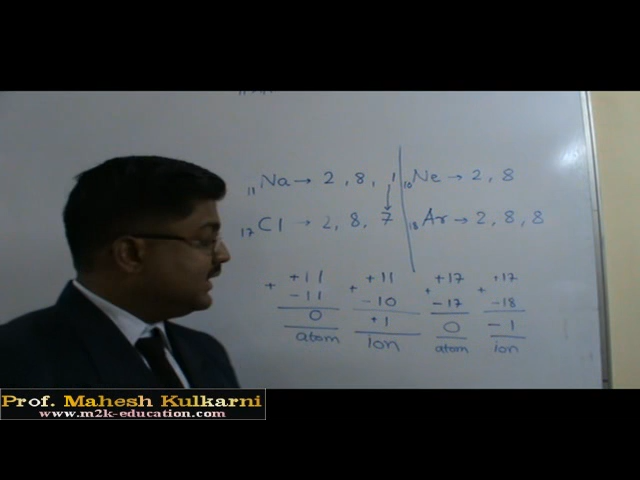 ₁₁Na → 2, 8, 1
₁₀Ne → 2, 8
₁₇Cl → 2, 8, 7
₁₈Ar → 2, 8, 8
+ +11 + +11 + +17 + +17
-11 -10 -17 -18
0 +1 0 -1
atom ion atom ion
Prof. Mahesh Kulkarni
www.m2k-education.com